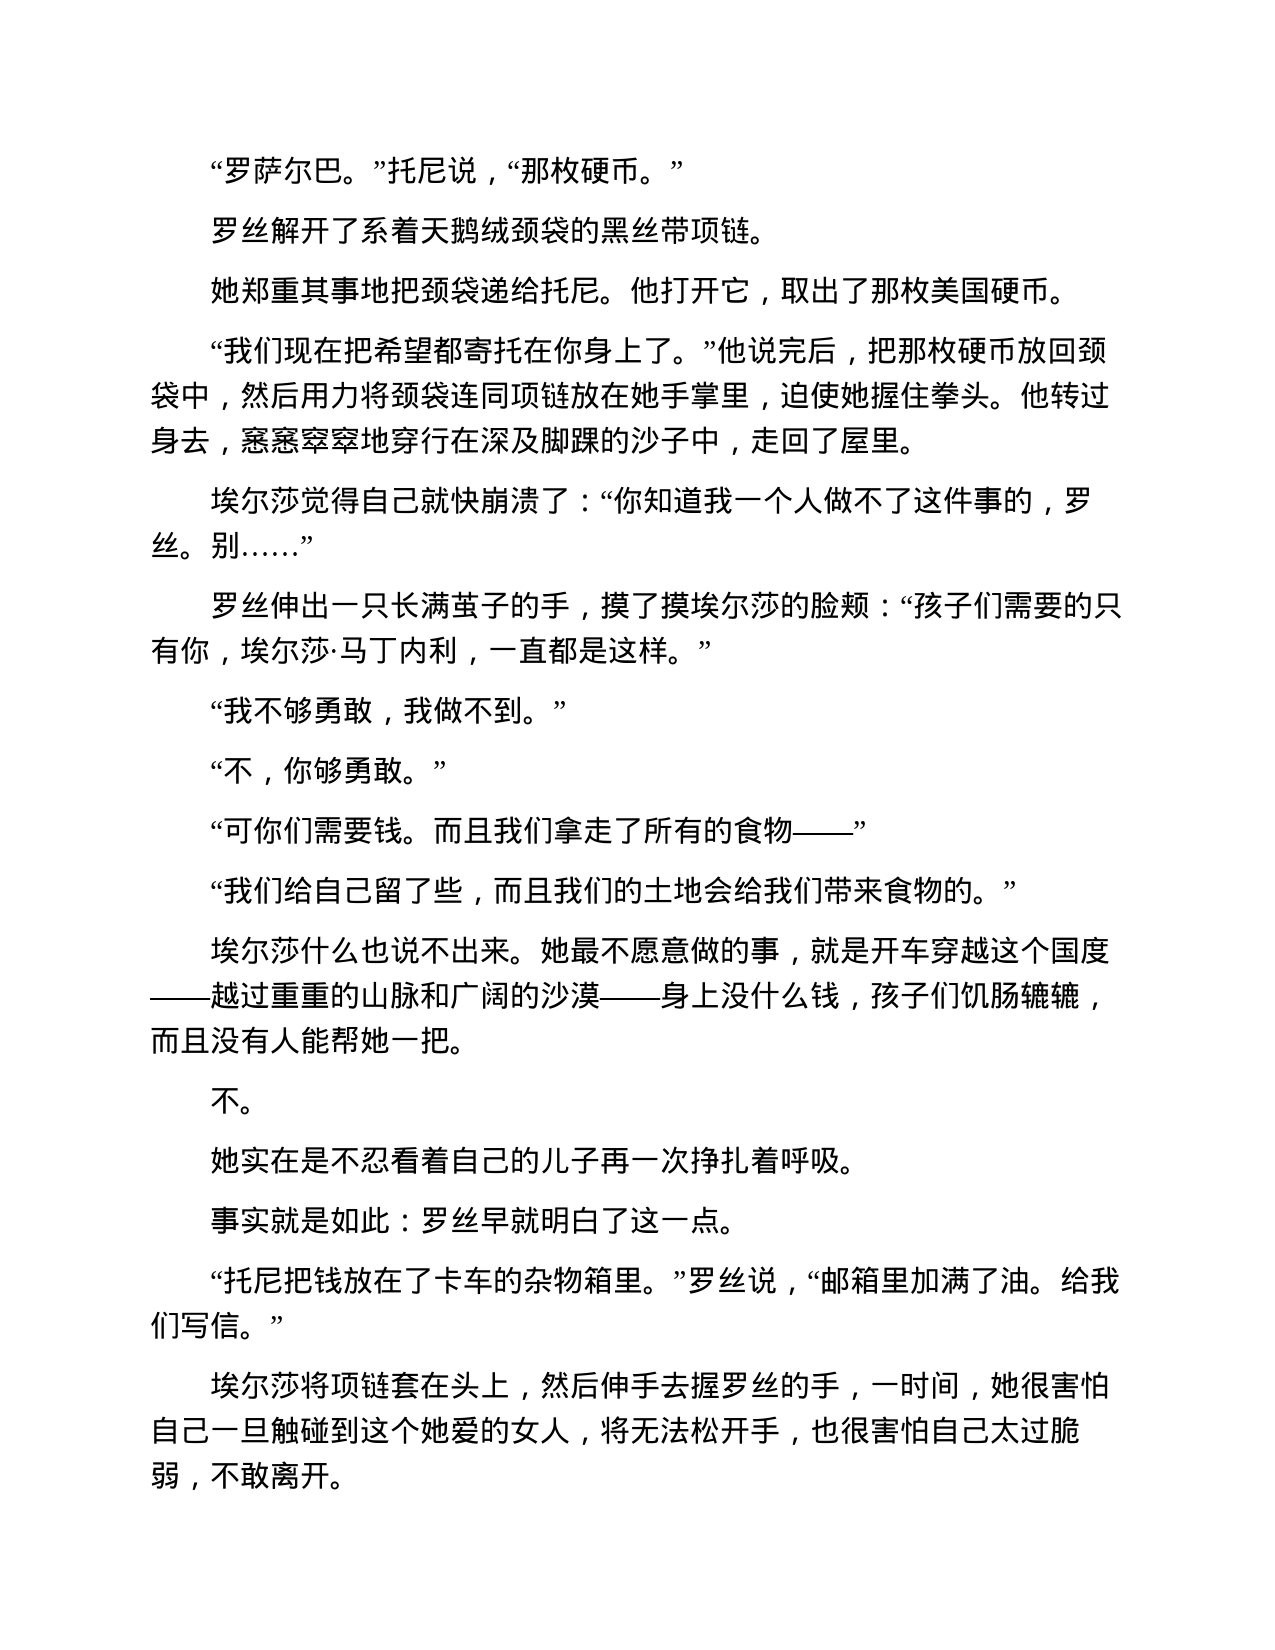 “罗萨尔巴。”托尼说，“那枚硬币。”
罗丝解开了系着天鹅绒颈袋的黑丝带项链。
她郑重其事地把颈袋递给托尼。他打开它，取出了那枚美国硬币。
“我们现在把希望都寄托在你身上了。”他说完后，把那枚硬币放回颈
袋中，然后用力将颈袋连同项链放在她手掌里，迫使她握住拳头。他转过
身去，窸窸窣窣地穿行在深及脚踝的沙子中，走回了屋里。
埃尔莎觉得自己就快崩溃了：“你知道我一个人做不了这件事的，罗
丝。别……”
罗丝伸出一只长满茧子的手，摸了摸埃尔莎的脸颊：“孩子们需要的只
有你，埃尔莎·马丁内利，一直都是这样。”
“我不够勇敢，我做不到。”
“不，你够勇敢。”
“可你们需要钱。而且我们拿走了所有的食物——”
“我们给自己留了些，而且我们的土地会给我们带来食物的。”
埃尔莎什么也说不出来。她最不愿意做的事，就是开车穿越这个国度
——越过重重的山脉和广阔的沙漠——身上没什么钱，孩子们饥肠辘辘，
而且没有人能帮她一把。
不。
她实在是不忍看着自己的儿子再一次挣扎着呼吸。
事实就是如此：罗丝早就明白了这一点。
“托尼把钱放在了卡车的杂物箱里。”罗丝说，“邮箱里加满了油。给我
们写信。”
埃尔莎将项链套在头上，然后伸手去握罗丝的手，一时间，她很害怕
自己一旦触碰到这个她爱的女人，将无法松开手，也很害怕自己太过脆
弱，不敢离开。